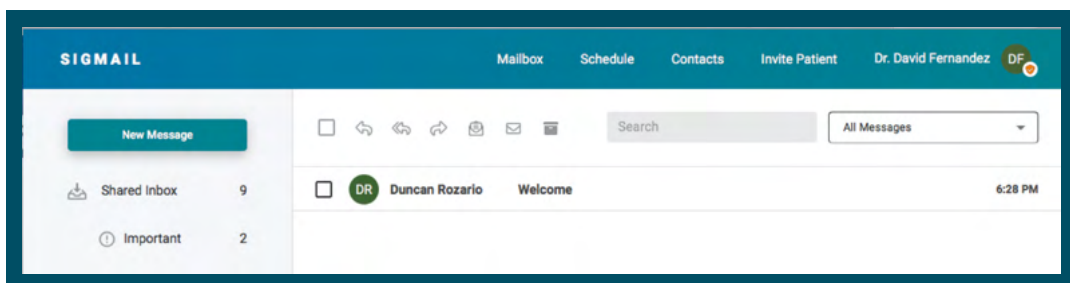 SIGMAIL Mailbox Schedule Contacts Invite Patient Dr. David Fernandez DF
New Message Search All Messages
Shared Inbox 9 DR Duncan Rozario Welcome 6:28 PM
Important 2